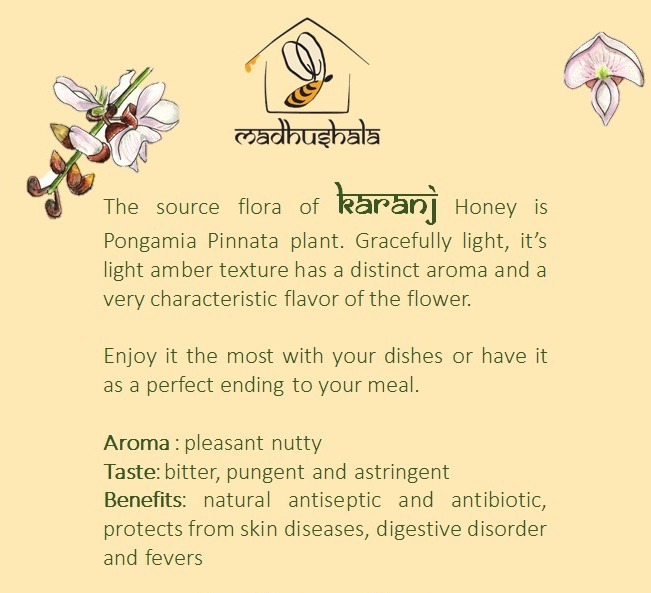 madhushala
The source flora of karanj Honey is
Pongamia Pinnata plant. Gracefully light, it’s
light amber texture has a distinct aroma and a
very characteristic flavor of the flower.
Enjoy it the most with your dishes or have it
as a perfect ending to your meal.
Aroma : pleasant nutty
Taste: bitter, pungent and astringent
Benefits: natural antiseptic and antibiotic,
protects from skin diseases, digestive disorder
and fevers